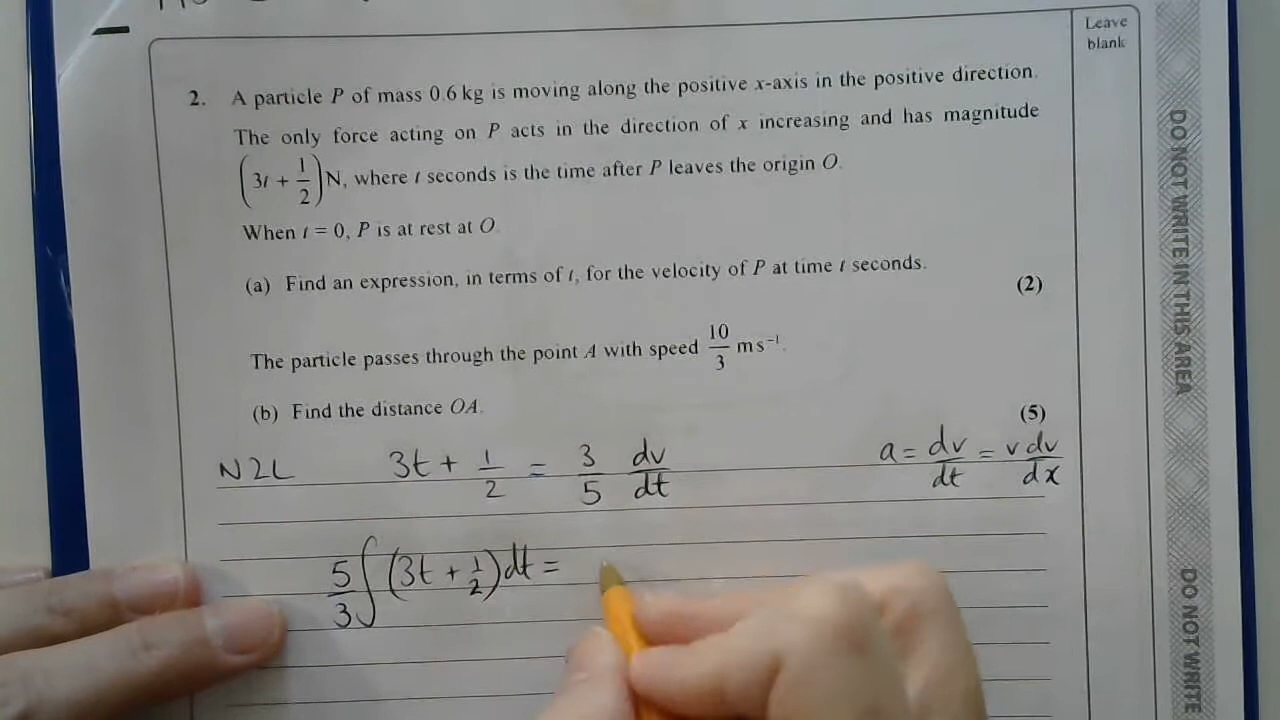 Leave
blank
2. A particle P of mass 0.6 kg is moving along the positive x-axis in the positive direction.
The only force acting on P acts in the direction of x increasing and has magnitude
(3t + 1/2) N, where t seconds is the time after P leaves the origin O.
When t = 0, P is at rest at O.
(a) Find an expression, in terms of t, for the velocity of P at time t seconds.
(2)
The particle passes through the point A with speed 10/3 m s⁻¹.
(b) Find the distance OA.
(5)
N2L 3t + 1/2 = 3/5 dv/dt a = dv/dt = v dv/dx
5/3 ∫(3t + 1/2) dt =
DO NOT WRITE IN THIS AREA
DO NOT WRITE